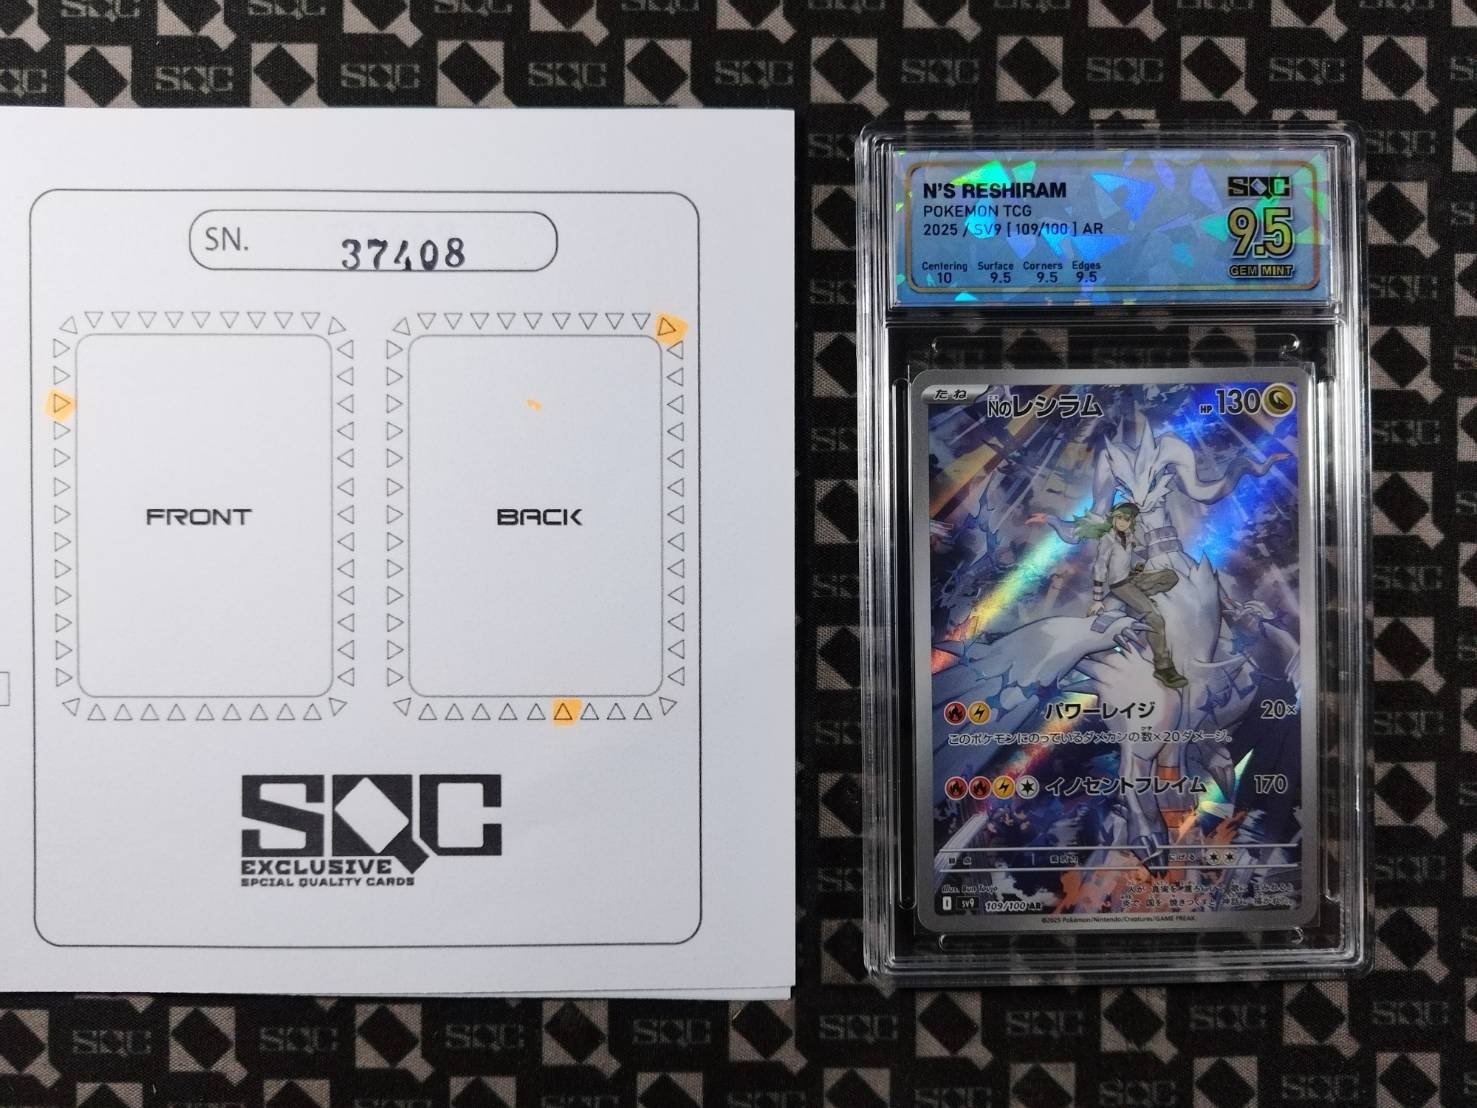 SN. 37408
FRONT
BACK
SQC
EXCLUSIVE
SPCIAL QUALITY CARDS
N'S RESHIRAM
POKEMON TCG
2025 / SV9 [ 109/100 ] AR
Centering Surface Corners Edges
10 9.5 9.5 9.5
SQC
9.5
GEM MINT
たね
Nのレシラム
HP 130
パワーレイジ 20×
このポケモンにのっているダメカンの数×20ダメージ。
イノセントフレイム 170
I SV9 109/100 AR
©2025 Pokémon/Nintendo/Creatures/GAME FREAK.